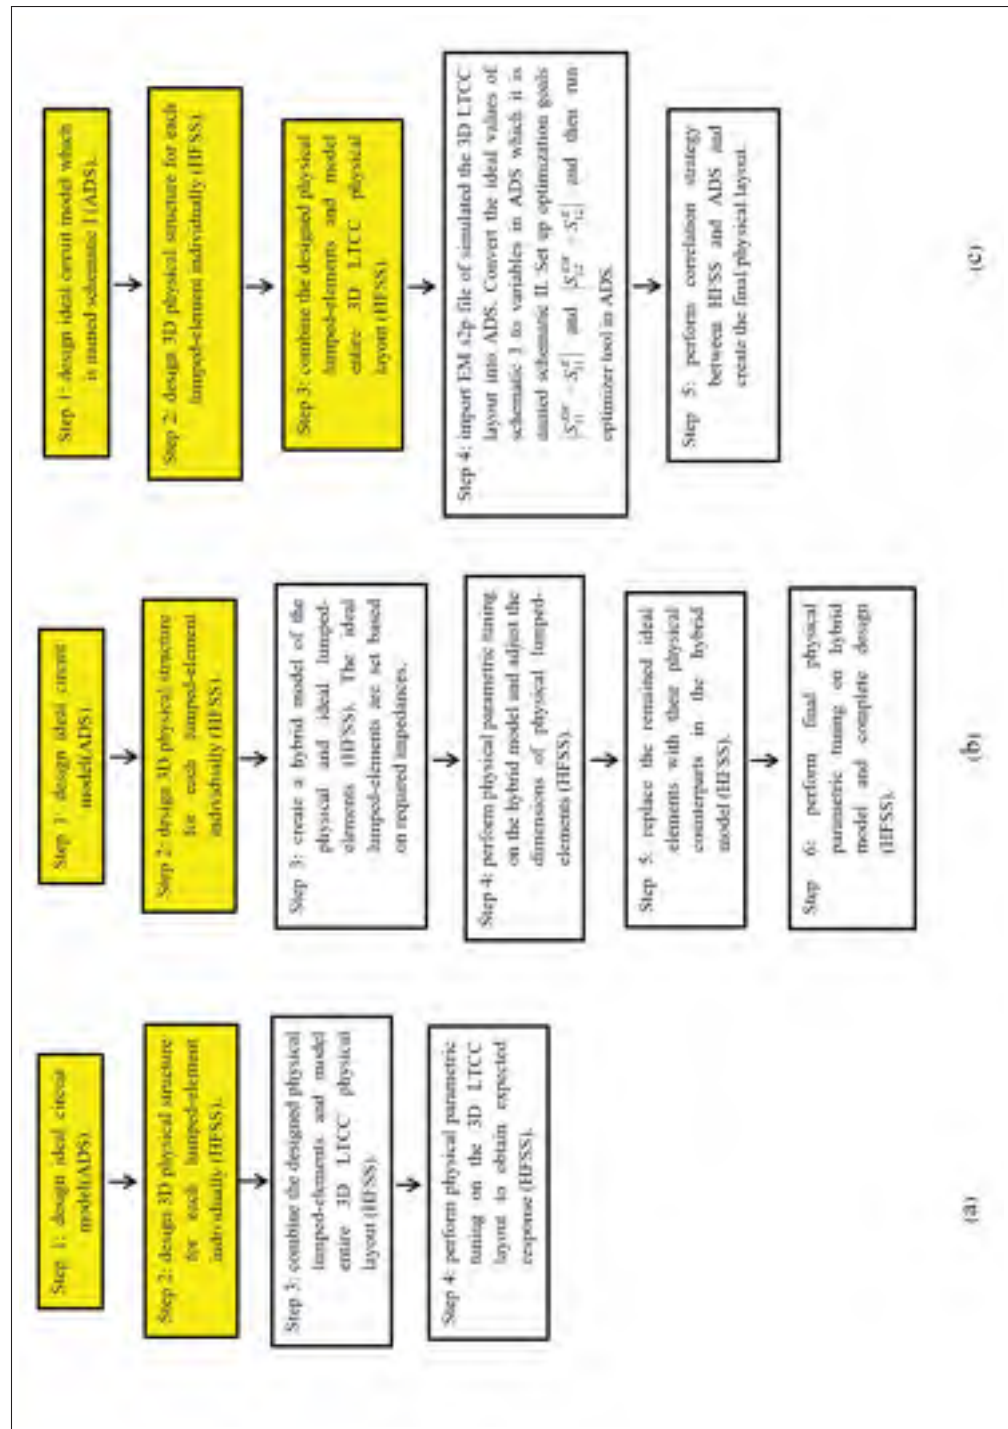 Step 1: design ideal circuit
model(ADS).
Step 2: design 3D physical structure
for each lumped-element
individually (HFSS).
Step 3: combine the designed physical
lumped-elements and model
entire 3D LTCC physical
layout (HFSS).
Step 4: perform physical parametric
tuning on the 3D LTCC
layout to obtain expected
response (HFSS).
(a)
Step 1: design ideal circuit
model(ADS).
Step 2: design 3D physical structure
for each lumped-element
individually (HFSS).
Step 3: create a hybrid model of the
physical and ideal lumped-
elements (HFSS). The ideal
lumped-elements are set based
on required impedances.
Step 4: perform physical parametric tuning
on the hybrid model and adjust the
dimensions of physical lumped-
elements (HFSS).
Step 5: replace the remained ideal
elements with their physical
counterparts in the hybrid
model (HFSS).
Step 6: perform final physical
parametric tuning on hybrid
model and complete design
(HFSS).
(b)
Step 1: design ideal circuit model which
is named schematic I (ADS).
Step 2: design 3D physical structure for each
lumped-element individually (HFSS).
Step 3: combine the designed physical
lumped-elements and model
entire 3D LTCC physical
layout (HFSS).
Step 4: import EM s2p file of simulated the 3D LTCC
layout into ADS. Convert the ideal values of
schematic I to variables in ADS which it is
named schematic II. Set up optimization goals
and and then run
optimizer tool in ADS.
Step 5: perform correlation strategy
between HFSS and ADS and
create the final physical layout.
(c)